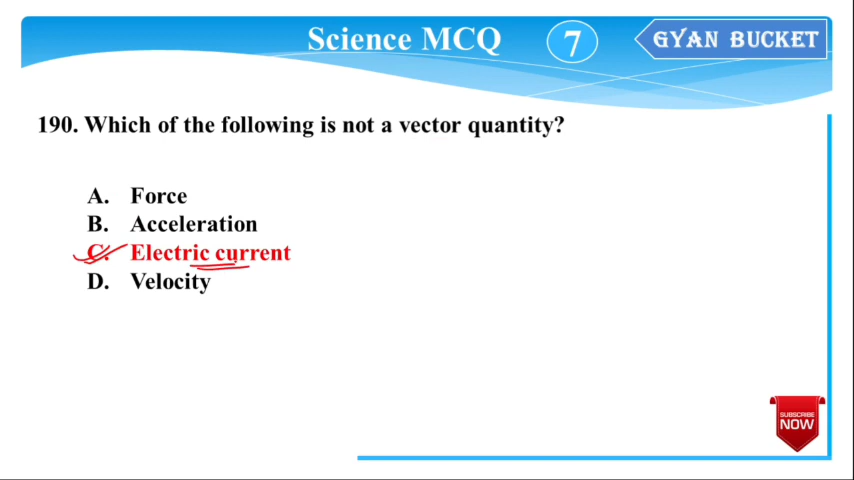 Science MCQ
7
GYAN BUCKET
190. Which of the following is not a vector quantity?
A. Force
B. Acceleration
C. Electric current
D. Velocity
SUBSCRIBE
NOW